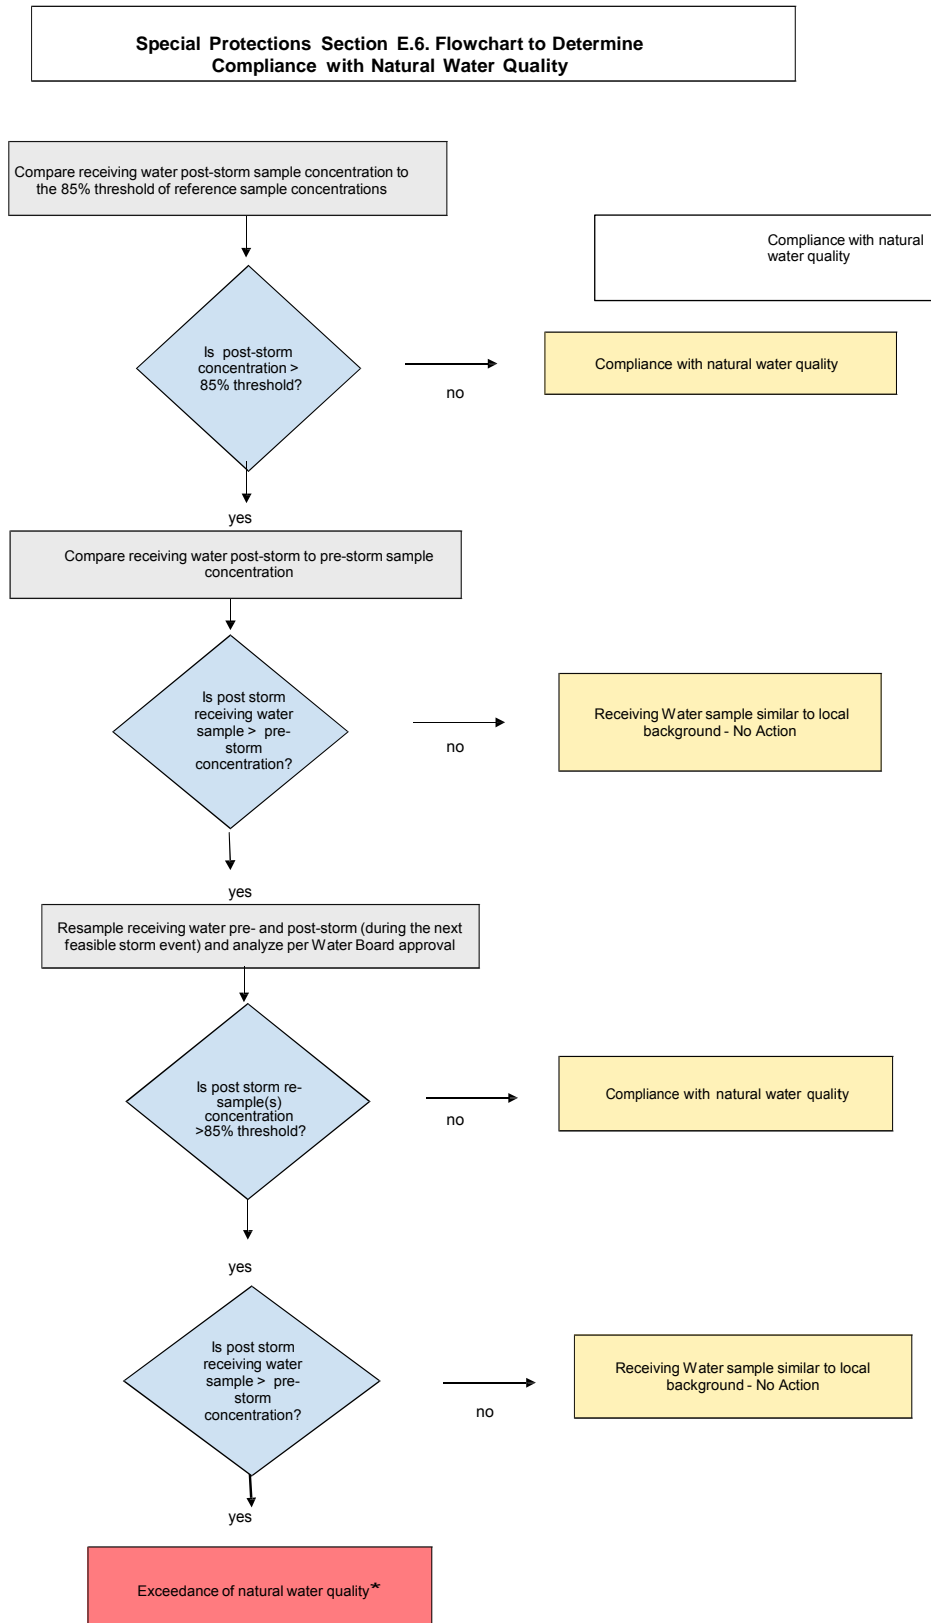 Special Protections Section E.6. Flowchart to Determine
Compliance with Natural Water Quality
Compare receiving water post-storm sample concentration to
the 85% threshold of reference sample concentrations
Compliance with natural
water quality
Is post-storm
concentration >
85% threshold?
no
Compliance with natural water quality
yes
Compare receiving water post-storm to pre-storm sample
concentration
Is post storm
receiving water
sample > pre-
storm
concentration?
no
Receiving Water sample similar to local
background - No Action
yes
Resample receiving water pre- and post-storm (during the next
feasible storm event) and analyze per Water Board approval
Is post storm re-
sample(s)
concentration
>85% threshold?
no
Compliance with natural water quality
yes
Is post storm
receiving water
sample > pre-
storm
concentration?
no
Receiving Water sample similar to local
background - No Action
yes
Exceedance of natural water quality*